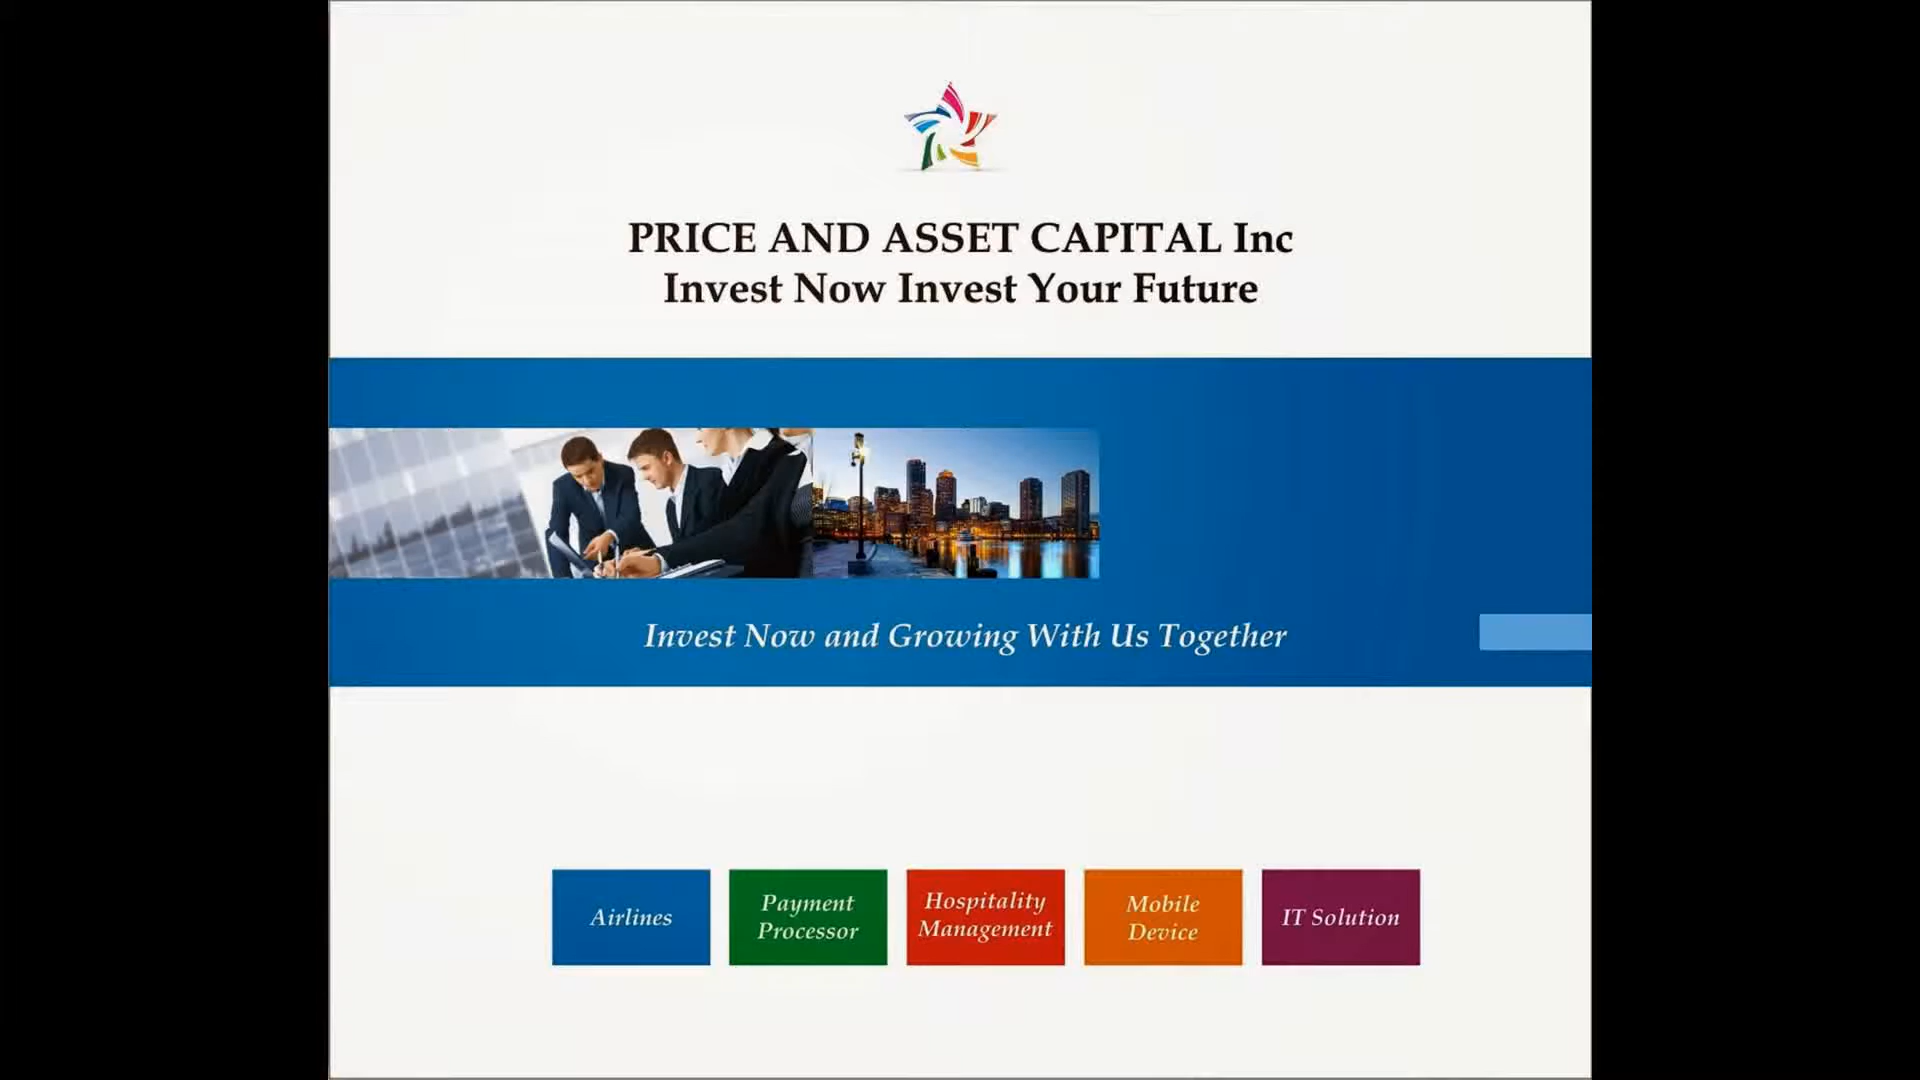 PRICE AND ASSET CAPITAL Inc
Invest Now Invest Your Future
Invest Now and Growing With Us Together
Airlines
Payment
Processor
Hospitality
Management
Mobile
Device
IT Solution